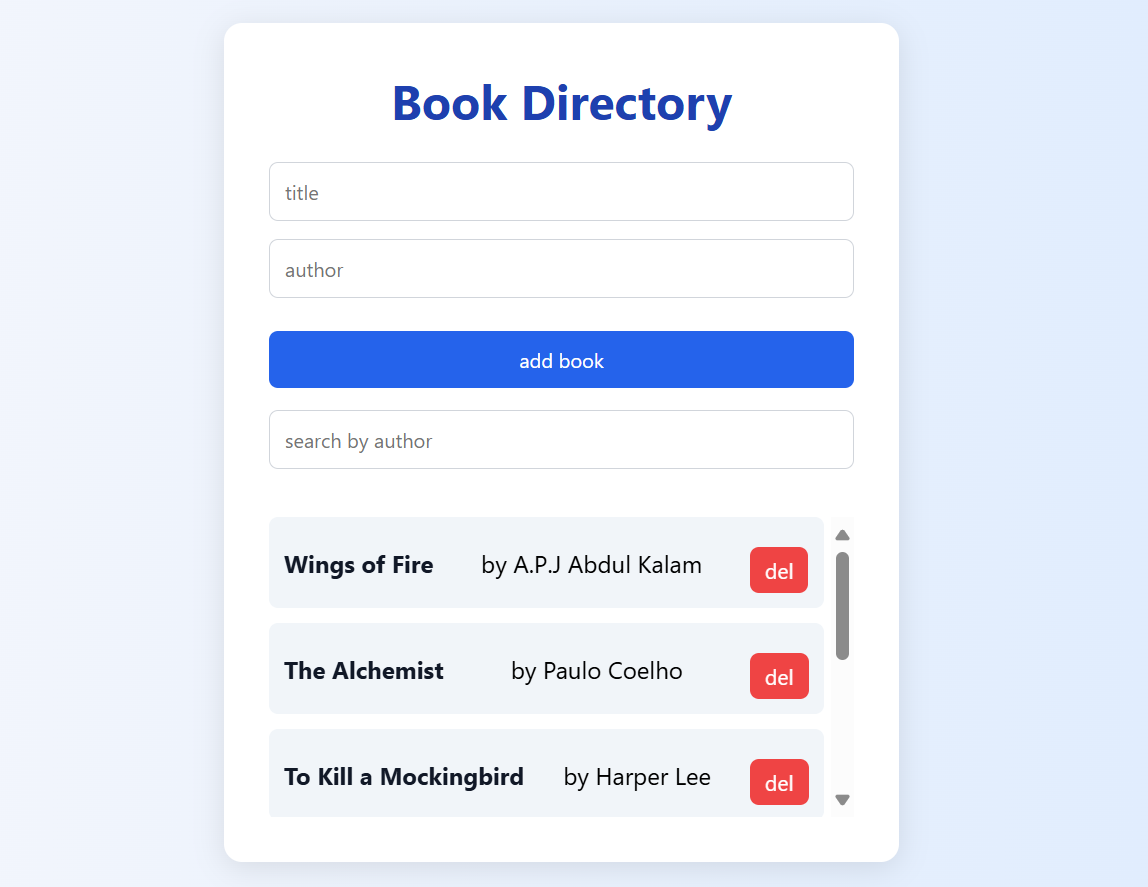 Book Directory
title
author
add book
search by author
Wings of Fire by A.P.J Abdul Kalam del
The Alchemist by Paulo Coelho del
To Kill a Mockingbird by Harper Lee del